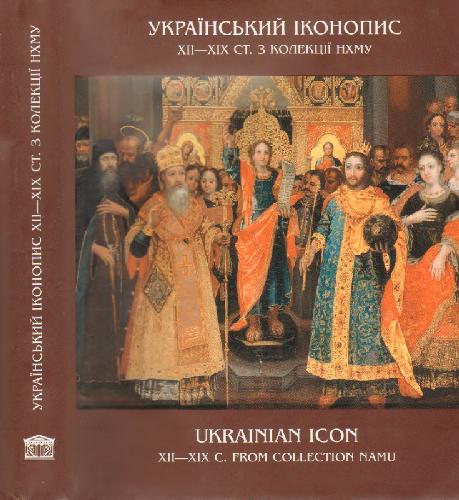 УКРАЇНСЬКИЙ ІКОНОПИС
XII—XIX СТ. З КОЛЕКЦІЇ НХМУ
УКРАЇНСЬКИЙ ІКОНОПИС XII—XIX СТ. З КОЛЕКЦІЇ НХМУ
UKRAINIAN ICON
XII—XIX C. FROM COLLECTION NAMU